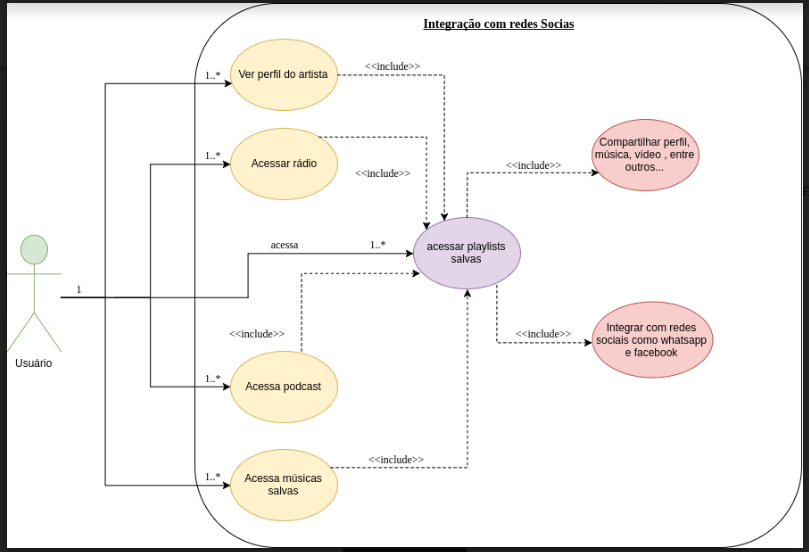 Integração com redes Socias
1..*
Ver perfil do artista
<<include>>
1..*
Acessar rádio
<<include>>
<<include>>
Compartilhar perfil,
música, vídeo , entre
outros...
acessa
1..*
acessar playlists
salvas
1
Usuário
<<include>>
<<include>>
Integrar com redes
sociais como whatsapp
e facebook
1..*
Acessa podcast
<<include>>
1..*
Acessa músicas
salvas